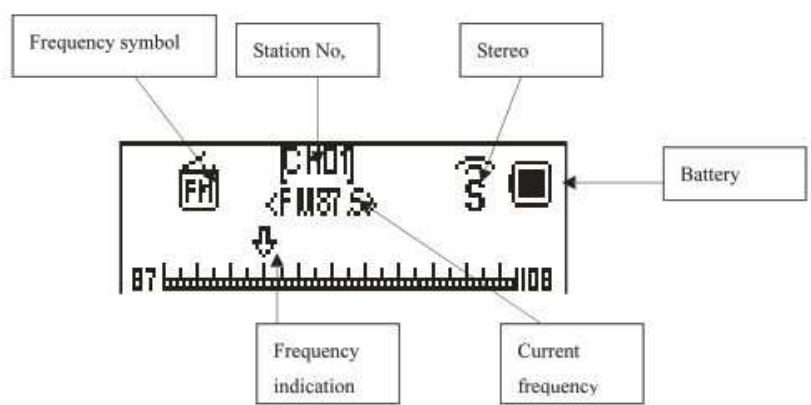 Frequency symbol
Station No,
Stereo
[CH01]
FM
<FM87.5>
S
Battery
87
108
Frequency
indication
Current
frequency